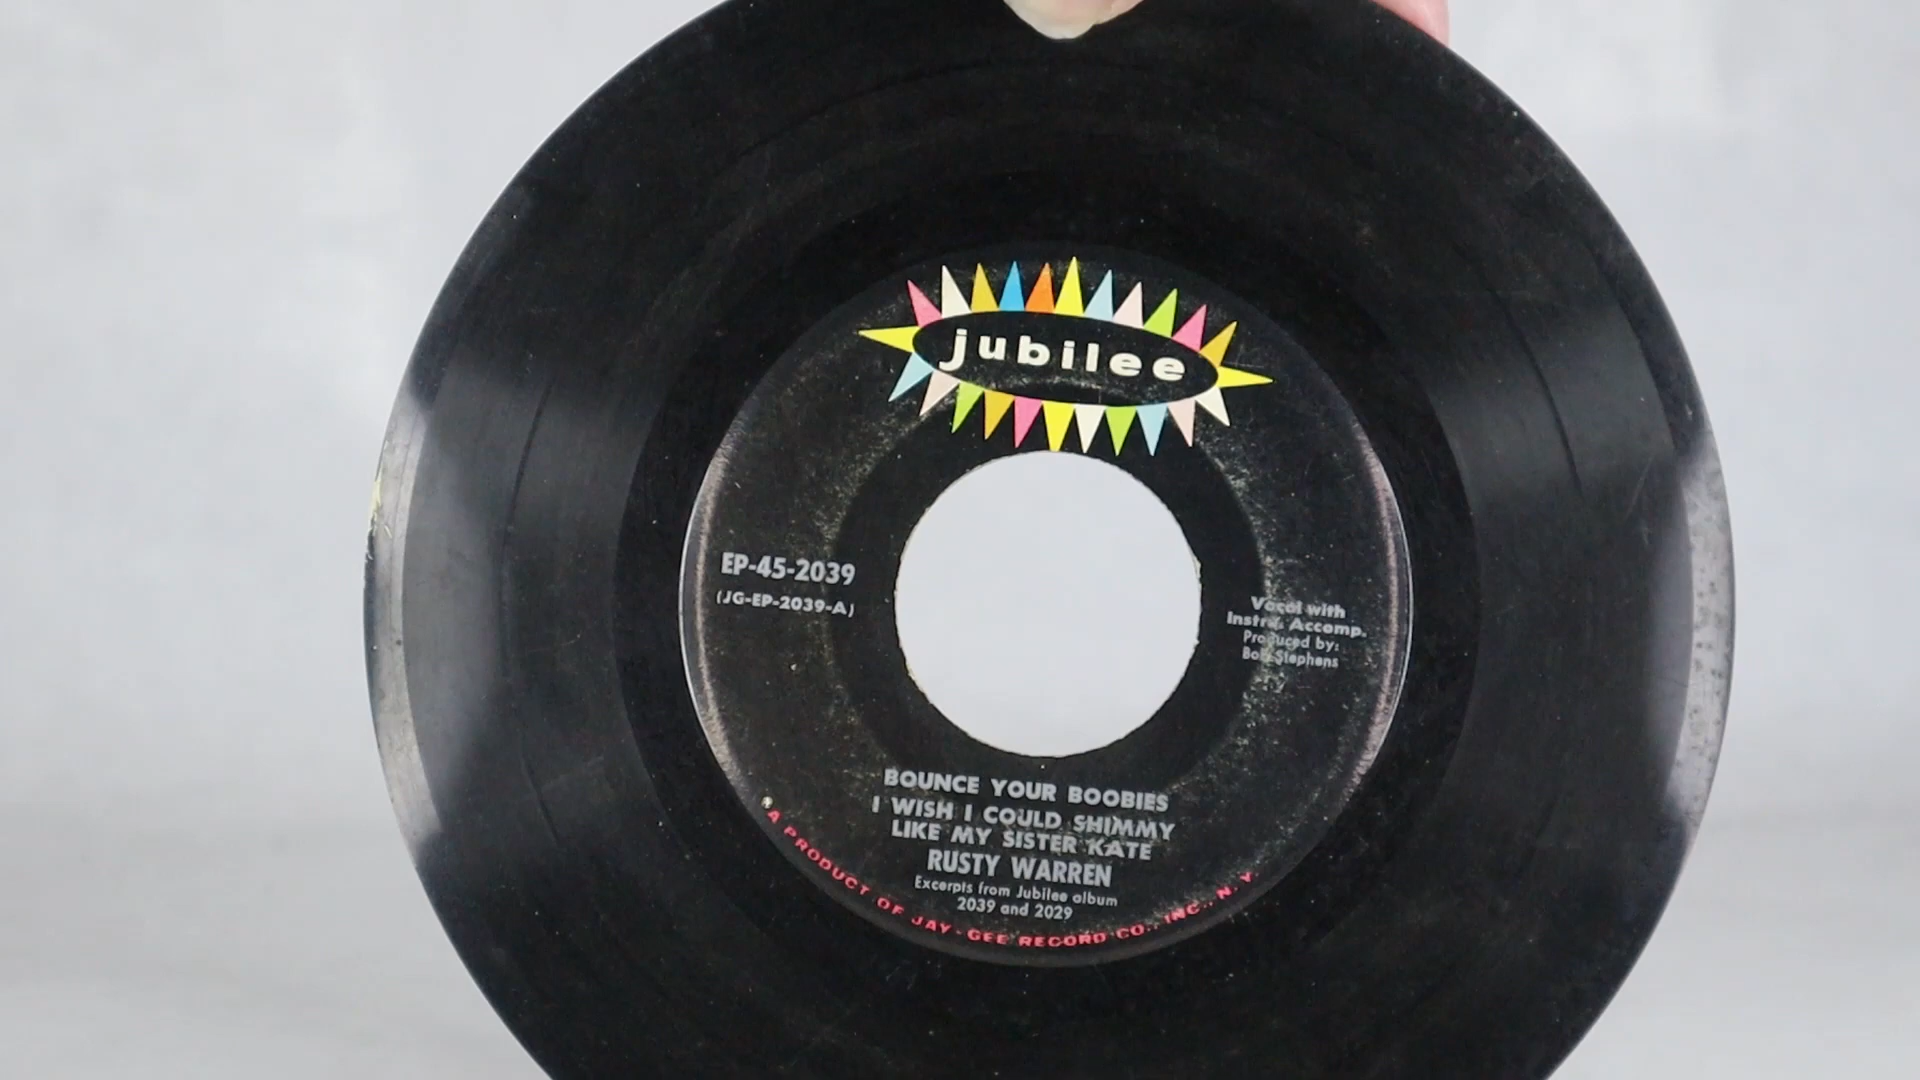 jubilee
EP-45-2039
(JG-EP-2039-A)
Vocal with
Instr. Accomp.
Produced by:
Bob Stephens
BOUNCE YOUR BOOBIES
I WISH I COULD SHIMMY
LIKE MY SISTER KATE
RUSTY WARREN
Excerpts from Jubilee album
2039 and 2029
A PRODUCT OF JAY-GEE RECORD CO., INC., N.Y.